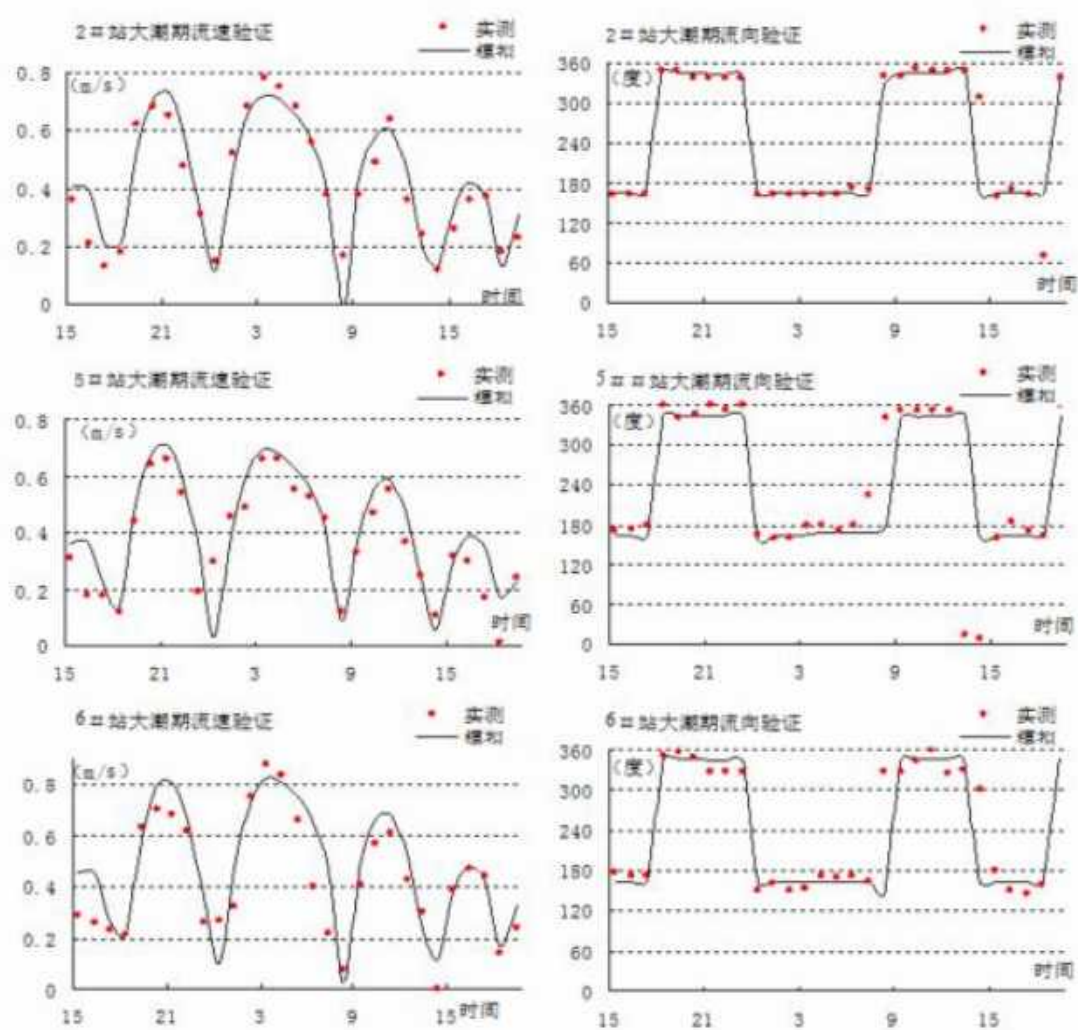 2口站大潮期流速验证
实测
模拟
(m/s)
0.8
0.6
0.4
0.2
0
时间
15 21 3 9 15
2口站大潮期流向验证
实测
模拟
(度)
360
300
240
180
120
60
0
时间
15 21 3 9 15
5口站大潮期流速验证
实测
模拟
(m/s)
0.8
0.6
0.4
0.2
0
时间
15 21 3 9 15
5口口站大潮期流向验证
实测
模拟
(度)
360
300
240
180
120
60
0
时间
15 21 3 9 15
6口站大潮期流速验证
实测
模拟
(m/s)
0.8
0.6
0.4
0.2
0
时间
15 21 3 9 15
6口站大潮期流向验证
实测
模拟
(度)
360
300
240
180
120
60
0
时间
15 21 3 9 15